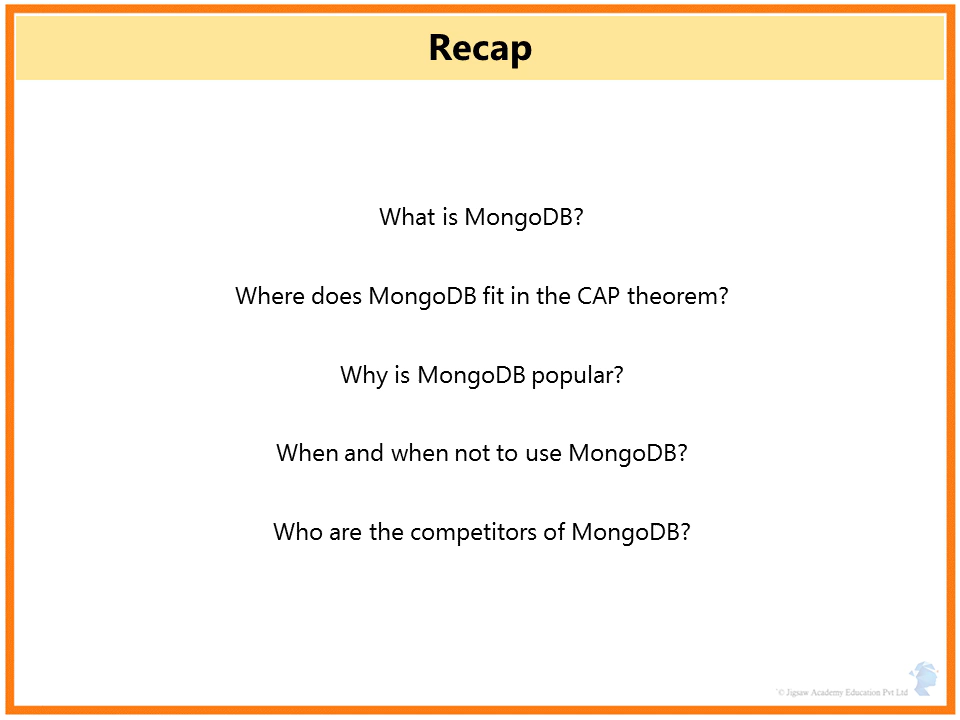 Recap
What is MongoDB?
Where does MongoDB fit in the CAP theorem?
Why is MongoDB popular?
When and when not to use MongoDB?
Who are the competitors of MongoDB?
© Jigsaw Academy Education Pvt Ltd